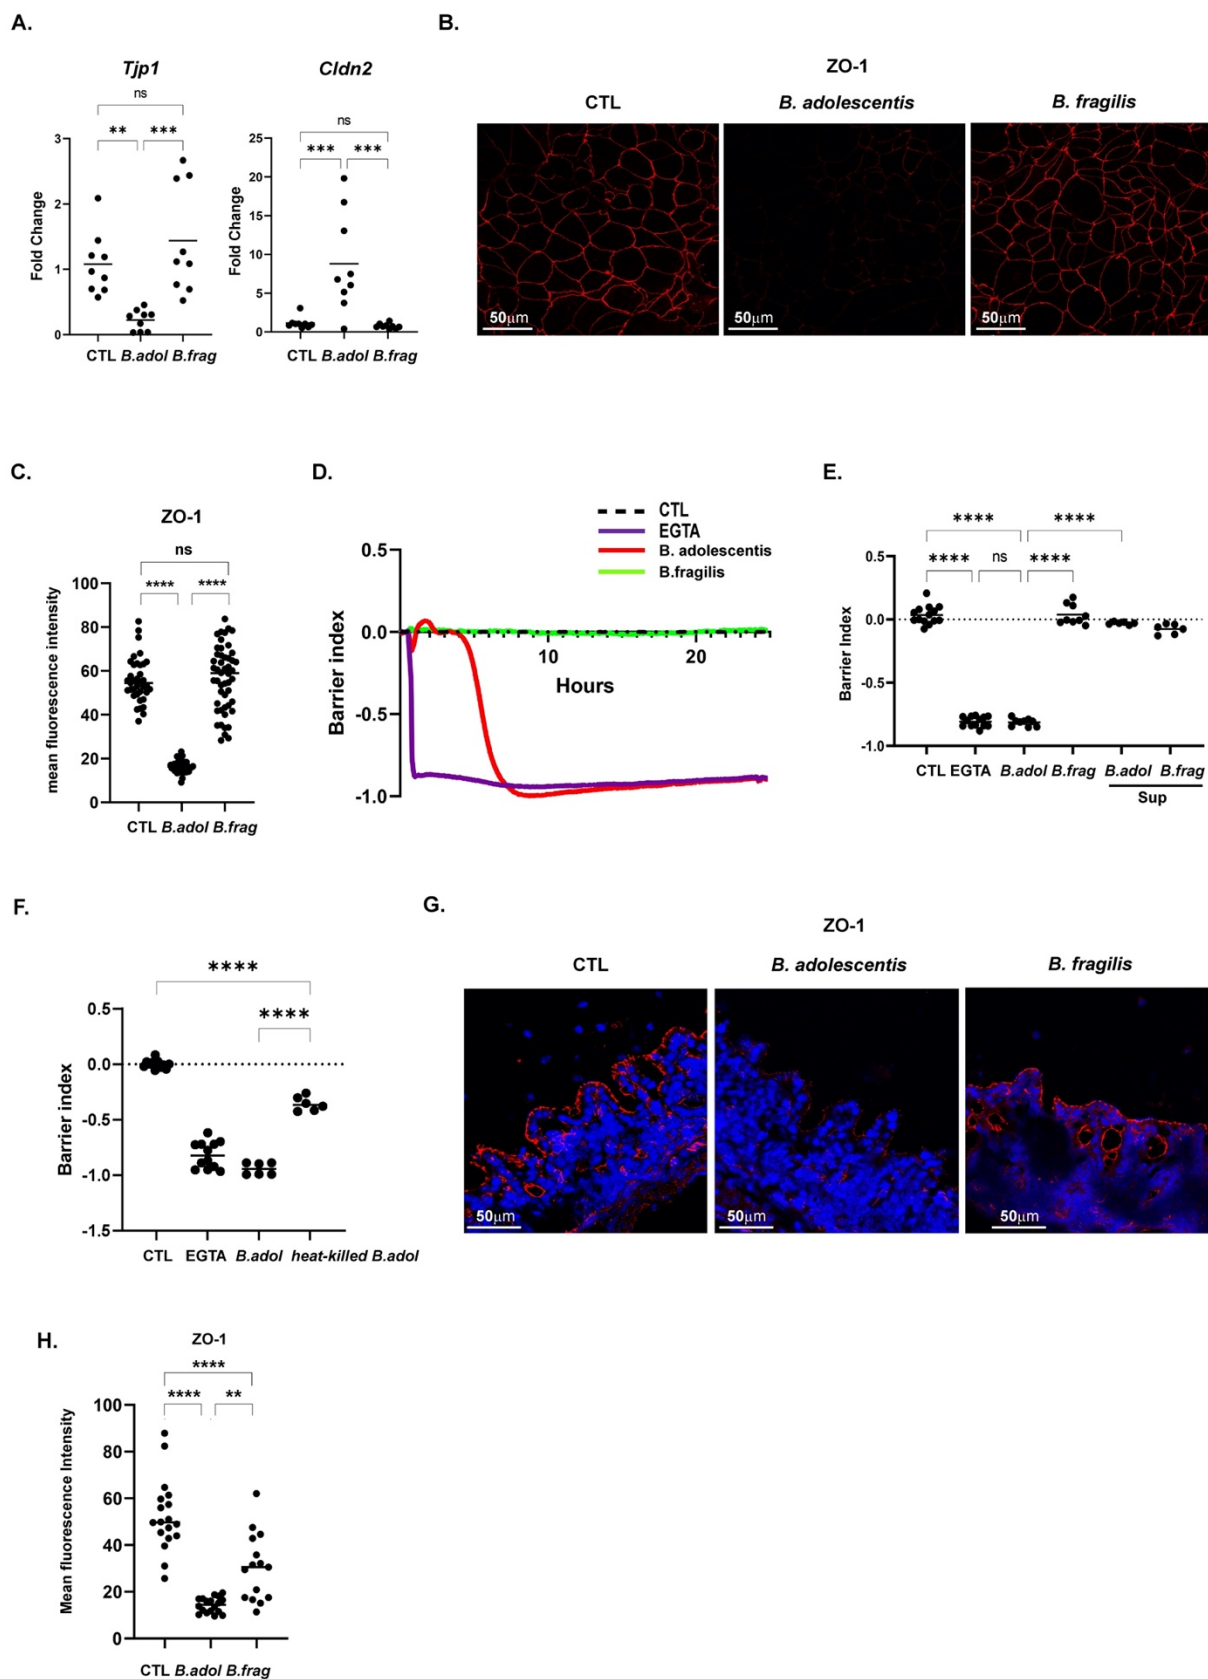 A.
Tjp1
ns
** ***
3
2
1
0
Fold Change
CTL B.adol B.frag
Cldn2
ns
*** ***
25
20
15
10
5
0
Fold Change
CTL B.adol B.frag
B.
ZO-1
CTL B. adolescentis B. fragilis
50μm 50μm 50μm
C.
ZO-1
ns
**** ****
100
80
60
40
20
0
mean fluorescence intensity
CTL B.adol B.frag
D.
CTL
EGTA
B. adolescentis
B.fragilis
0.5
0.0
-0.5
-1.0
Barrier index
10 20
Hours
E.
**** ****
**** ns ****
0.5
0.0
-0.5
-1.0
Barrier Index
CTL EGTA B.adol B.frag B.adol B.frag
Sup
F.
****
****
0.5
0.0
-0.5
-1.0
-1.5
Barrier index
CTL EGTA B.adol heat-killed B.adol
G.
ZO-1
CTL B. adolescentis B. fragilis
50μm 50μm 50μm
H.
ZO-1
****
**** **
100
80
60
40
20
0
Mean fluorescence Intensity
CTL B.adol B.frag